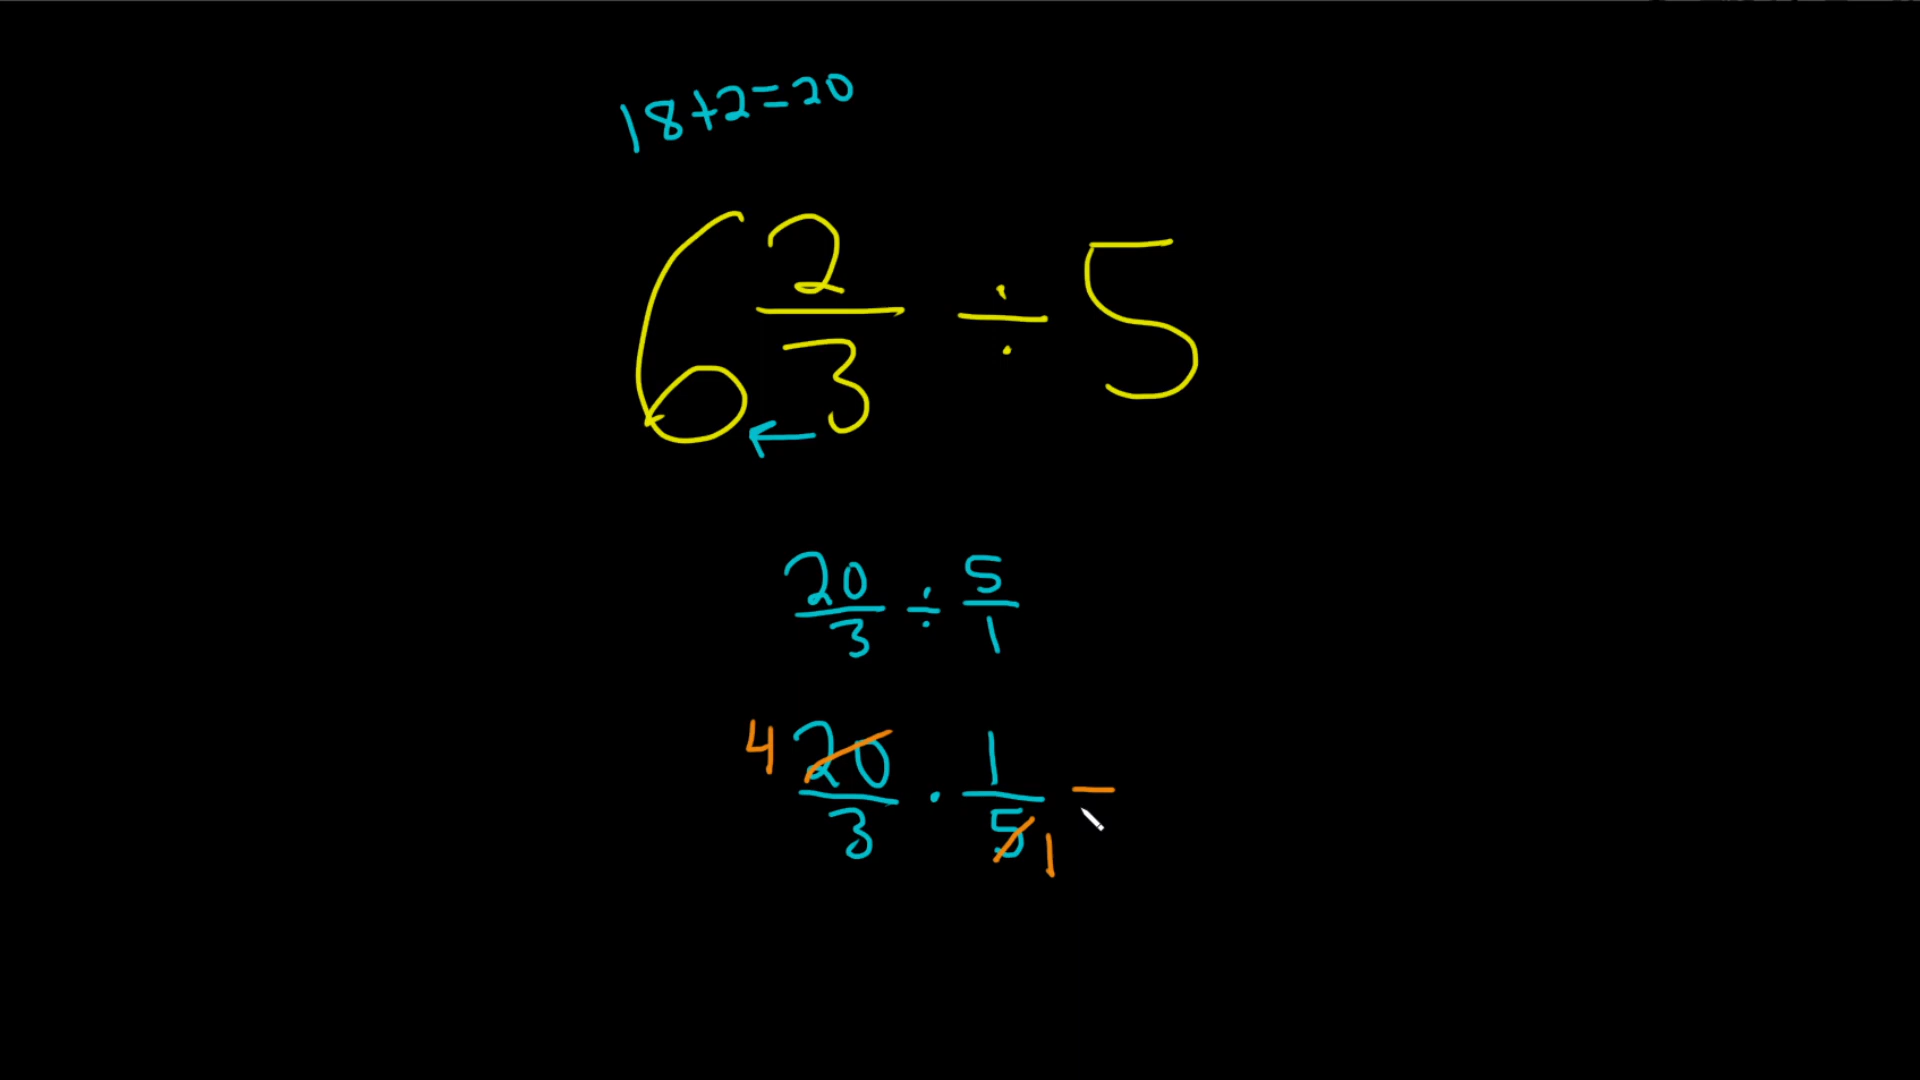 18+2=20
6 2/3 ÷ 5
←
20/3 ÷ 5/1
4 20/3 · 1/5 1 –